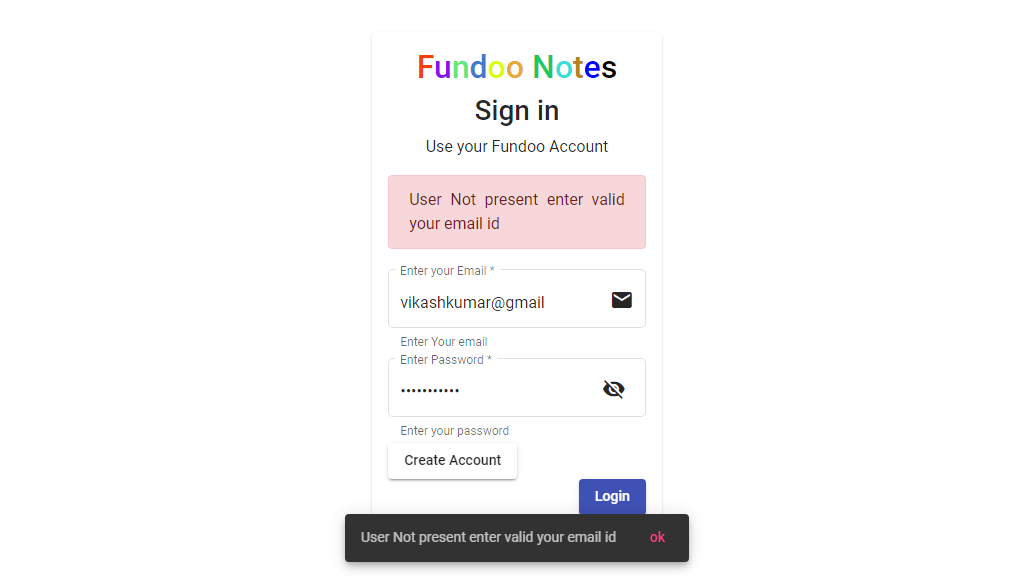 Fundoo Notes
Sign in
Use your Fundoo Account
User Not present enter valid
your email id
Enter your Email *
vikashkumar@gmail
Enter Your email
Enter Password *
•••••••••••
Enter your password
Create Account
Login
User Not present enter valid your email id ok